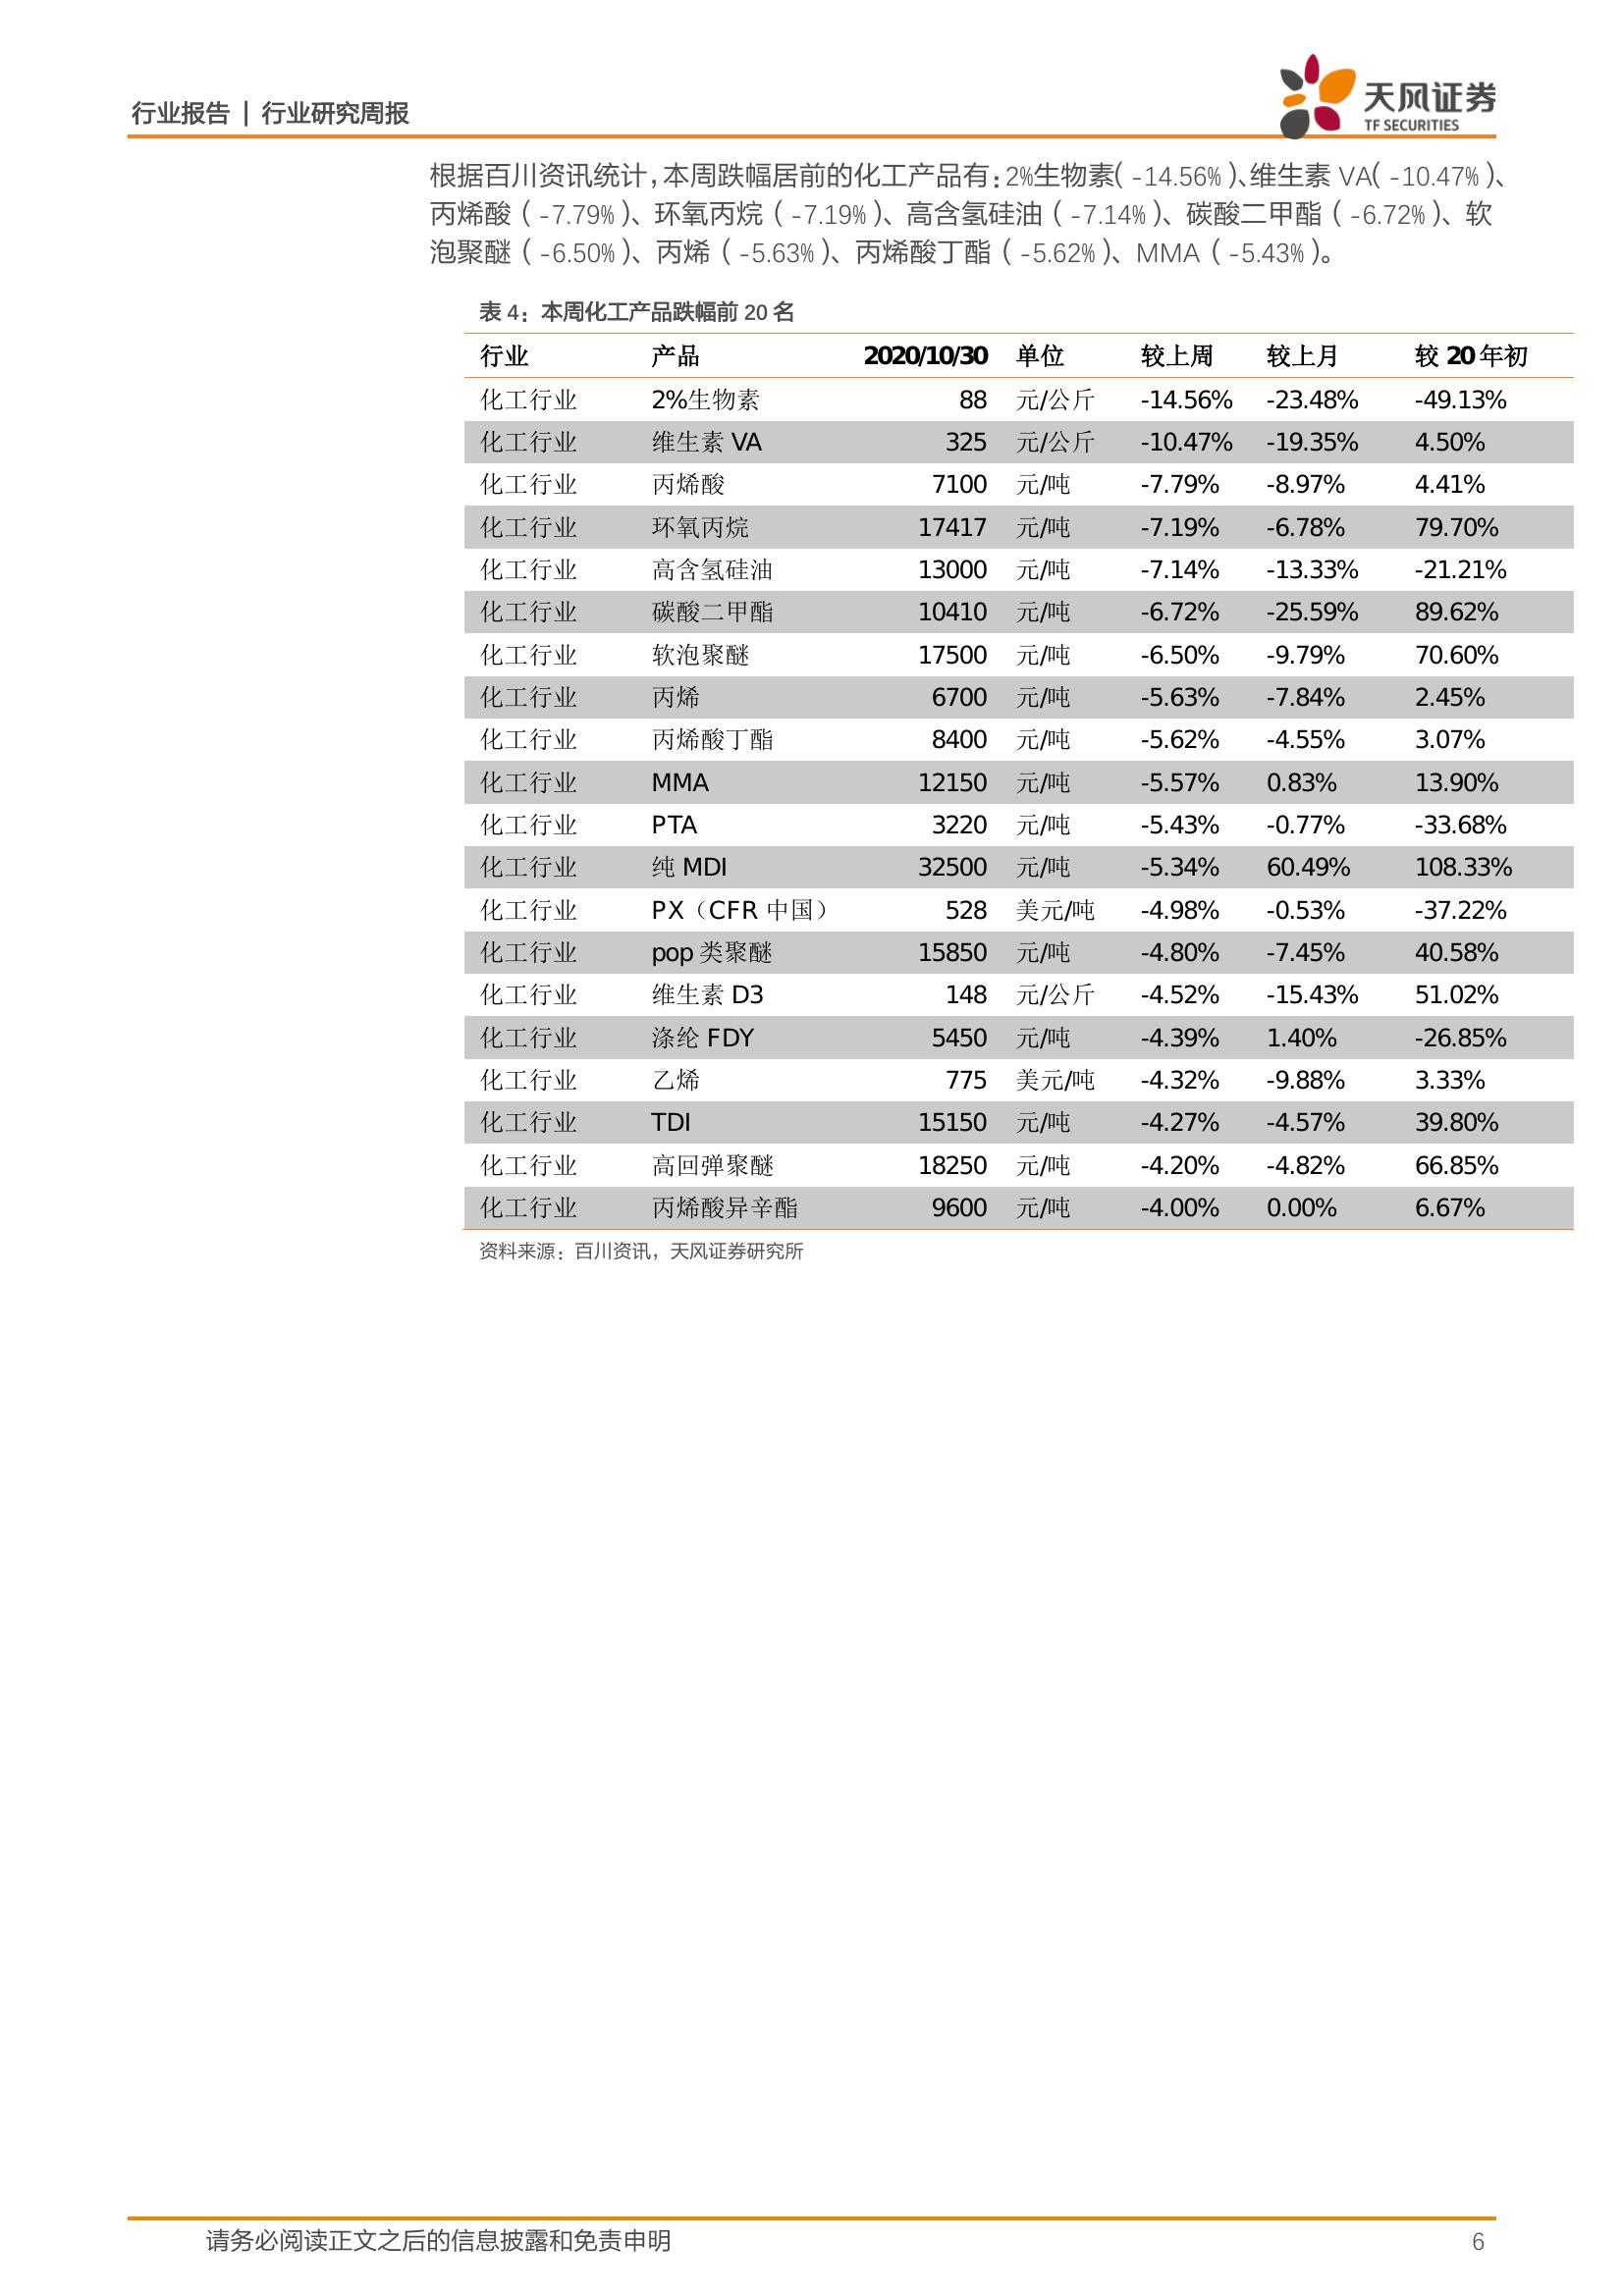 行业报告 | 行业研究周报
天风证券
TF SECURITIES
根据百川资讯统计，本周跌幅居前的化工产品有：2%生物素（-14.56%）、维生素 VA（-10.47%）、
丙烯酸（-7.79%）、环氧丙烷（-7.19%）、高含氢硅油（-7.14%）、碳酸二甲酯（-6.72%）、软
泡聚醚（-6.50%）、丙烯（-5.63%）、丙烯酸丁酯（-5.62%）、MMA（-5.43%）。
表 4：本周化工产品跌幅前 20 名
行业 产品 2020/10/30 单位 较上周 较上月 较 20 年初
化工行业 2%生物素 88 元/公斤 -14.56% -23.48% -49.13%
化工行业 维生素 VA 325 元/公斤 -10.47% -19.35% 4.50%
化工行业 丙烯酸 7100 元/吨 -7.79% -8.97% 4.41%
化工行业 环氧丙烷 17417 元/吨 -7.19% -6.78% 79.70%
化工行业 高含氢硅油 13000 元/吨 -7.14% -13.33% -21.21%
化工行业 碳酸二甲酯 10410 元/吨 -6.72% -25.59% 89.62%
化工行业 软泡聚醚 17500 元/吨 -6.50% -9.79% 70.60%
化工行业 丙烯 6700 元/吨 -5.63% -7.84% 2.45%
化工行业 丙烯酸丁酯 8400 元/吨 -5.62% -4.55% 3.07%
化工行业 MMA 12150 元/吨 -5.57% 0.83% 13.90%
化工行业 PTA 3220 元/吨 -5.43% -0.77% -33.68%
化工行业 纯 MDI 32500 元/吨 -5.34% 60.49% 108.33%
化工行业 PX（CFR 中国） 528 美元/吨 -4.98% -0.53% -37.22%
化工行业 pop 类聚醚 15850 元/吨 -4.80% -7.45% 40.58%
化工行业 维生素 D3 148 元/公斤 -4.52% -15.43% 51.02%
化工行业 涤纶 FDY 5450 元/吨 -4.39% 1.40% -26.85%
化工行业 乙烯 775 美元/吨 -4.32% -9.88% 3.33%
化工行业 TDI 15150 元/吨 -4.27% -4.57% 39.80%
化工行业 高回弹聚醚 18250 元/吨 -4.20% -4.82% 66.85%
化工行业 丙烯酸异辛酯 9600 元/吨 -4.00% 0.00% 6.67%
资料来源：百川资讯，天风证券研究所
请务必阅读正文之后的信息披露和免责申明 6